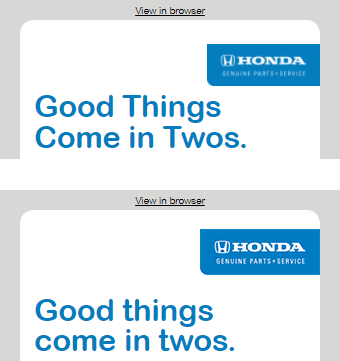 View in browser
HONDA
GENUINE PARTS+SERVICE
Good Things
Come in Twos.
View in browser
HONDA
GENUINE PARTS+SERVICE
Good things
come in twos.